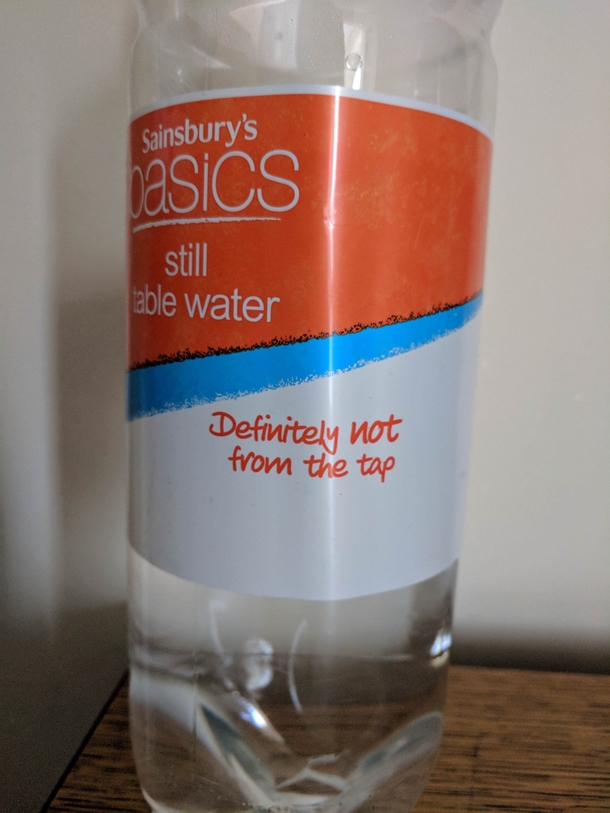 Sainsbury's
basics
still
table water
Definitely not
from the tap